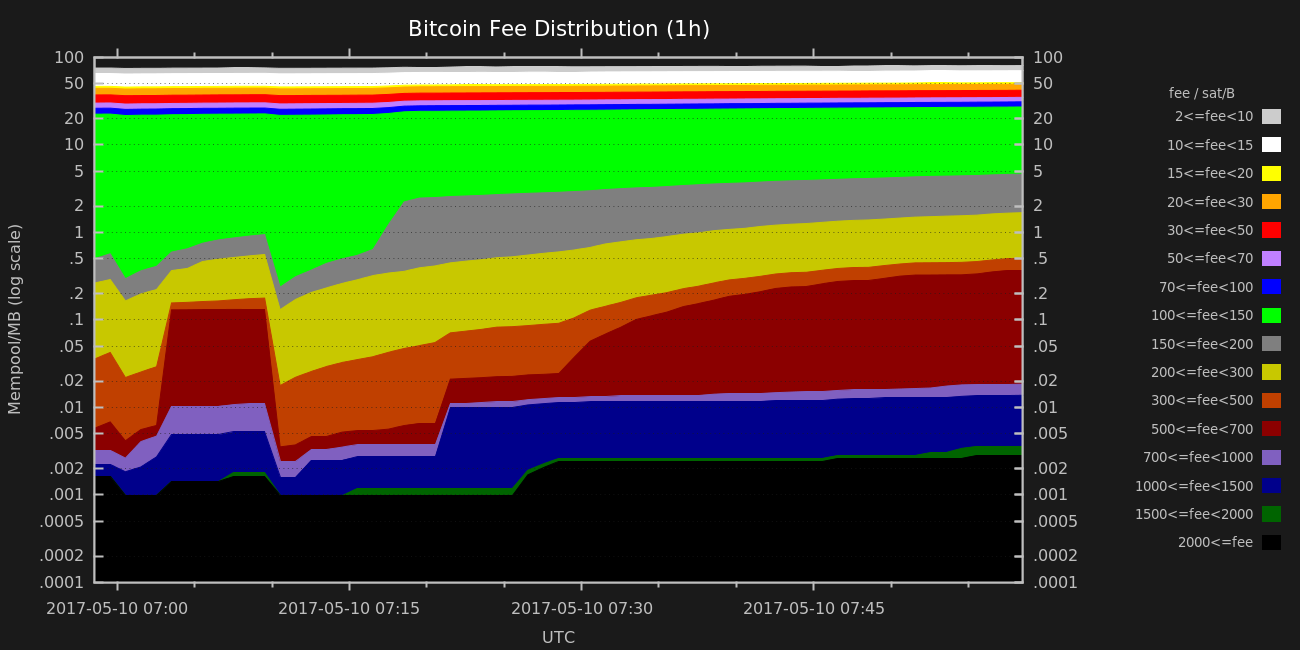 Bitcoin Fee Distribution (1h)
100 100
50 50
20 20
10 10
5 5
2 2
1 1
.5 .5
.2 .2
.1 .1
.05 .05
.02 .02
.01 .01
.005 .005
.002 .002
.001 .001
.0005 .0005
.0002 .0002
.0001 .0001
Mempool/MB (log scale)
2017-05-10 07:00 2017-05-10 07:15 2017-05-10 07:30 2017-05-10 07:45
UTC
fee / sat/B
2<=fee<10
10<=fee<15
15<=fee<20
20<=fee<30
30<=fee<50
50<=fee<70
70<=fee<100
100<=fee<150
150<=fee<200
200<=fee<300
300<=fee<500
500<=fee<700
700<=fee<1000
1000<=fee<1500
1500<=fee<2000
2000<=fee